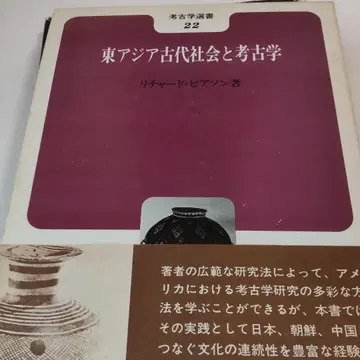 考古学選書
22
東アジア古代社会と考古学
リチャード・ピアソン著
著者の広範な研究法によって、アメ
リカにおける考古学研究の多彩な方
法を学ぶことができるが、本書では
その実践として日本、朝鮮、中国
つなぐ文化の連続性を豊富な経験